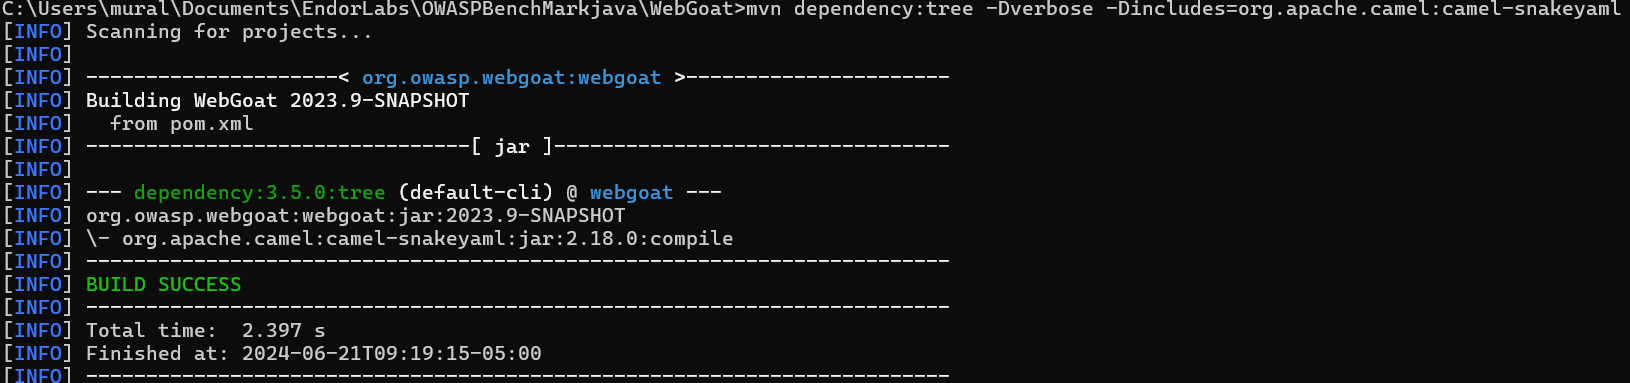 C:\Users\mural\Documents\EndorLabs\OWASPBenchMarkjava\WebGoat>mvn dependency:tree -Dverbose -Dincludes=org.apache.camel:camel-snakeyaml
[INFO] Scanning for projects...
[INFO]
[INFO] ---------------------< org.owasp.webgoat:webgoat >----------------------
[INFO] Building WebGoat 2023.9-SNAPSHOT
[INFO]   from pom.xml
[INFO] --------------------------------[ jar ]---------------------------------
[INFO]
[INFO] --- dependency:3.5.0:tree (default-cli) @ webgoat ---
[INFO] org.owasp.webgoat:webgoat:jar:2023.9-SNAPSHOT
[INFO] \- org.apache.camel:camel-snakeyaml:jar:2.18.0:compile
[INFO] ------------------------------------------------------------------------
[INFO] BUILD SUCCESS
[INFO] ------------------------------------------------------------------------
[INFO] Total time:  2.397 s
[INFO] Finished at: 2024-06-21T09:19:15-05:00
[INFO] ------------------------------------------------------------------------